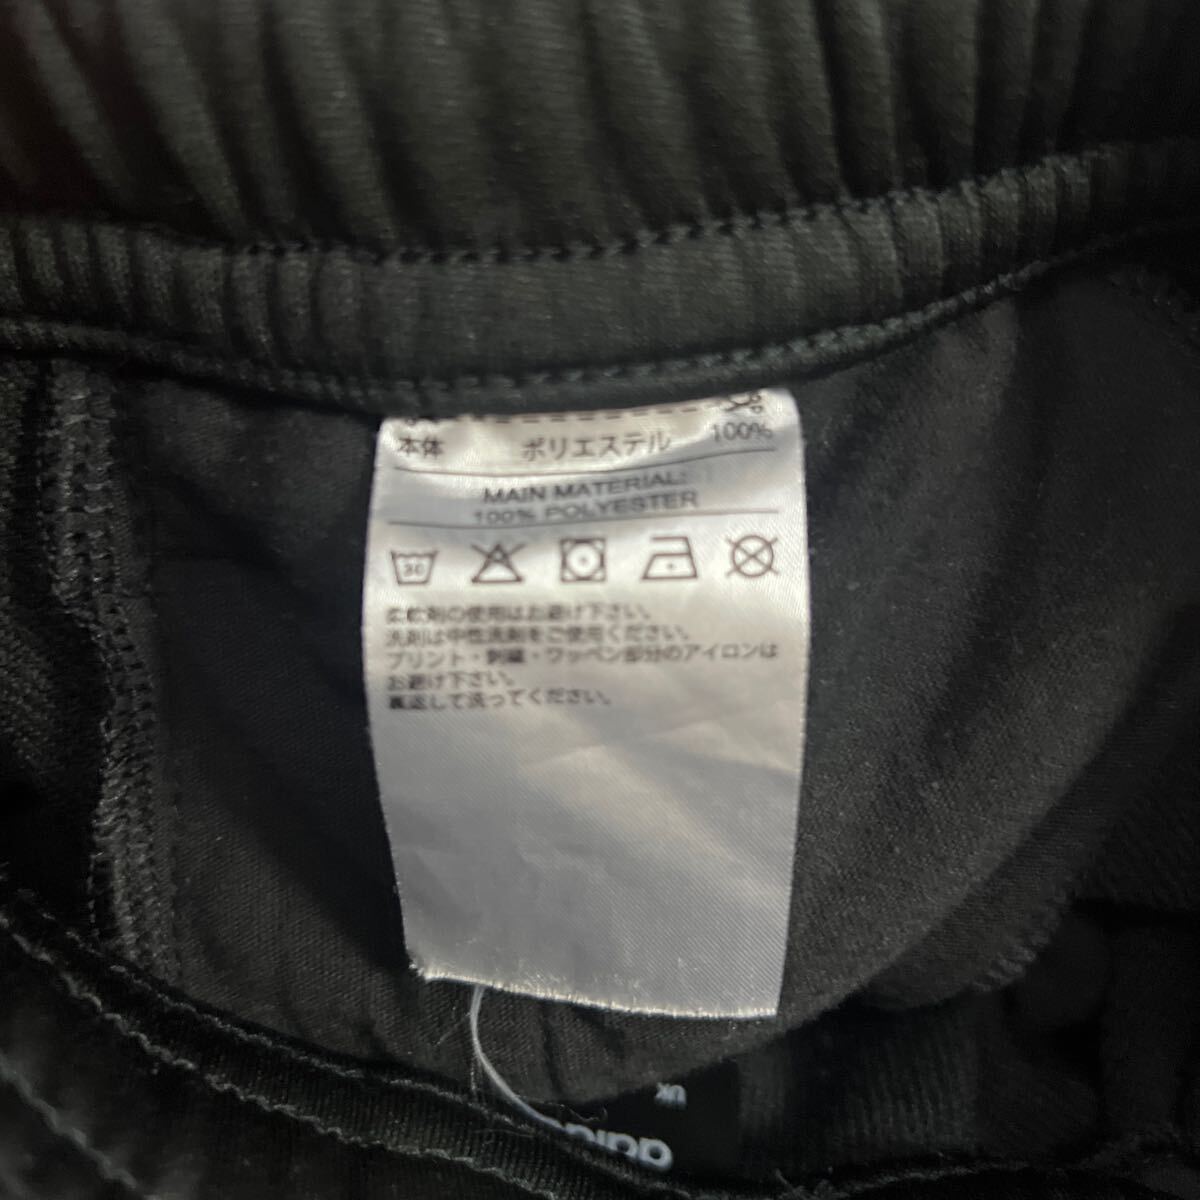 本体 ポリエステル 100%
MAIN MATERIAL:
100% POLYESTER
30
柔軟剤の使用はお避け下さい。
洗剤は中性洗剤をご使用ください。
プリント・刺繍・ワッペン部分のアイロンは
お避け下さい。
裏返して洗ってください。
UK